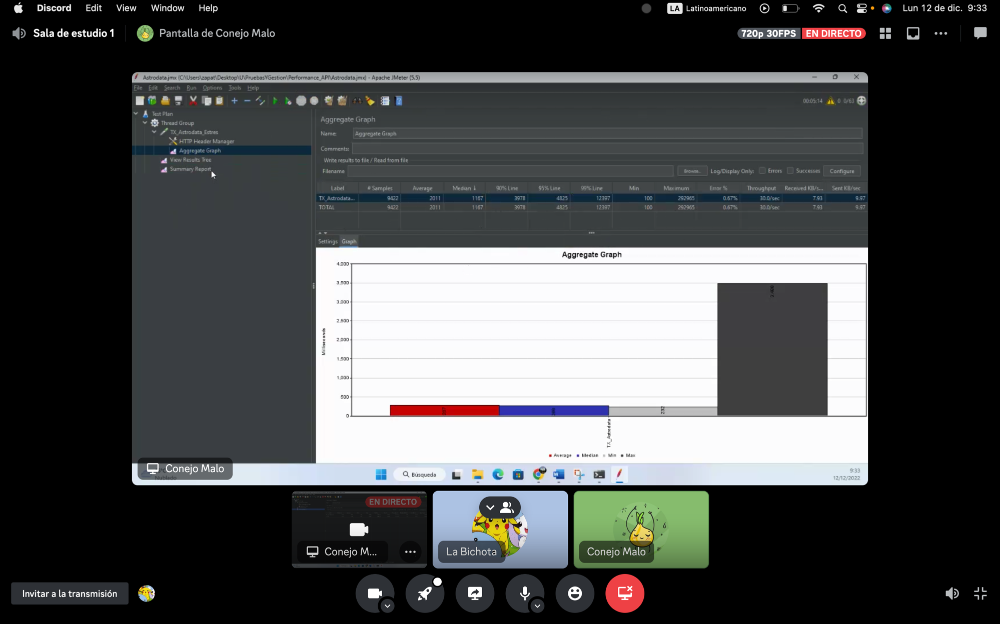 Discord Edit View Window Help LA Latinoamericano Lun 12 de dic. 9:33
Sala de estudio 1 Pantalla de Conejo Malo 720p 30FPS EN DIRECTO
Astrodata.jmx (C:\Users\zapat\Desktop\U\PruebasYGestion\Performance_API\Astrodata.jmx) - Apache JMeter (5.5)
File Edit Search Run Options Tools Help
00:05:14 0 0/63
Test Plan
Thread Group
TX_Astrodata_Estres
HTTP Header Manager
Aggregate Graph
View Results Tree
Summary Report
Aggregate Graph
Name: Aggregate Graph
Comments:
Write results to file / Read from file
Filename Browse... Log/Display Only: Errors Successes Configure
Label # Samples Average Median ↓ 90% Line 95% Line 99% Line Min Maximum Error % Throughput Received KB/s... Sent KB/sec
TX_Astrodata... 9422 2011 1167 3978 4825 12397 100 292965 0.67% 30.0/sec 7.93 9.97
TOTAL 9422 2011 1167 3978 4825 12397 100 292965 0.67% 30.0/sec 7.93 9.97
Settings Graph
Aggregate Graph
4,000
3,500
3,000
2,500
2,000
1,500
1,000
500
0
Milliseconds
232
TX_Astrodata
Average Median Min Max
Conejo Malo
Nublado
Búsqueda
9:33
12/12/2022
EN DIRECTO
Conejo M...
La Bichota
Conejo Malo
Invitar a la transmisión